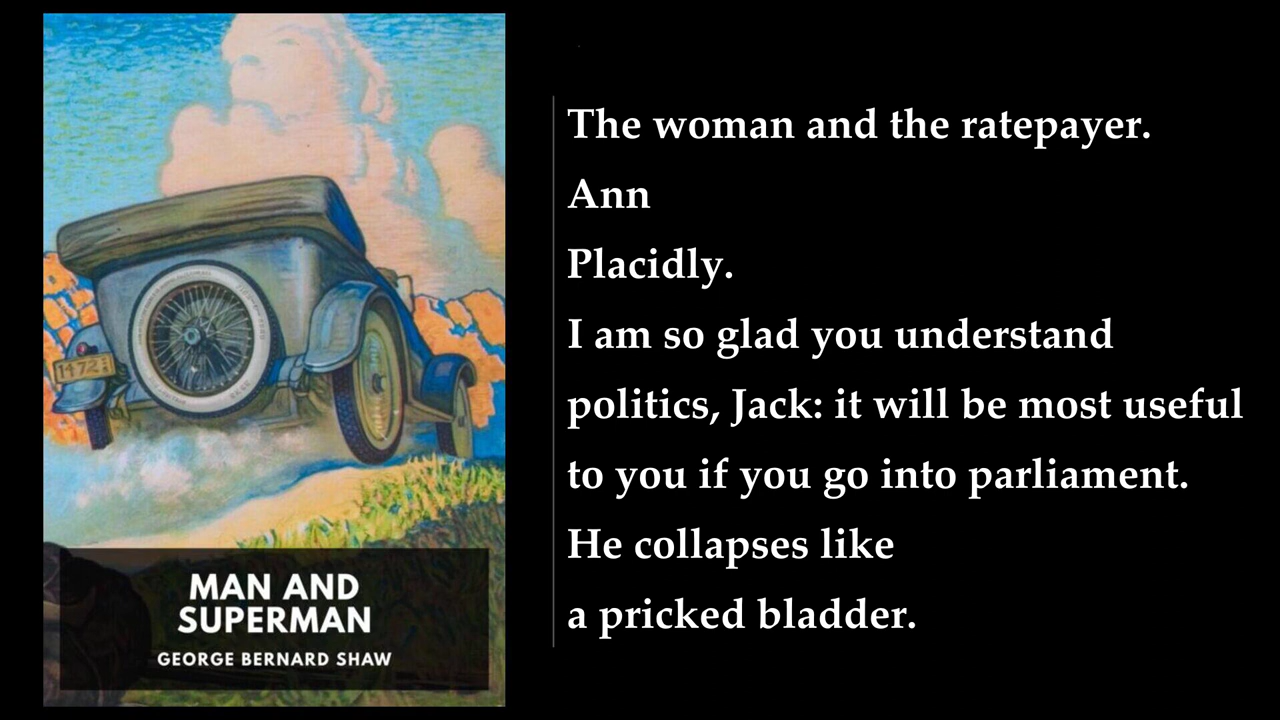 The woman and the ratepayer.
Ann
Placidly.
I am so glad you understand
politics, Jack: it will be most useful
to you if you go into parliament.
He collapses like
a pricked bladder.
1472
MAN AND
SUPERMAN
GEORGE BERNARD SHAW